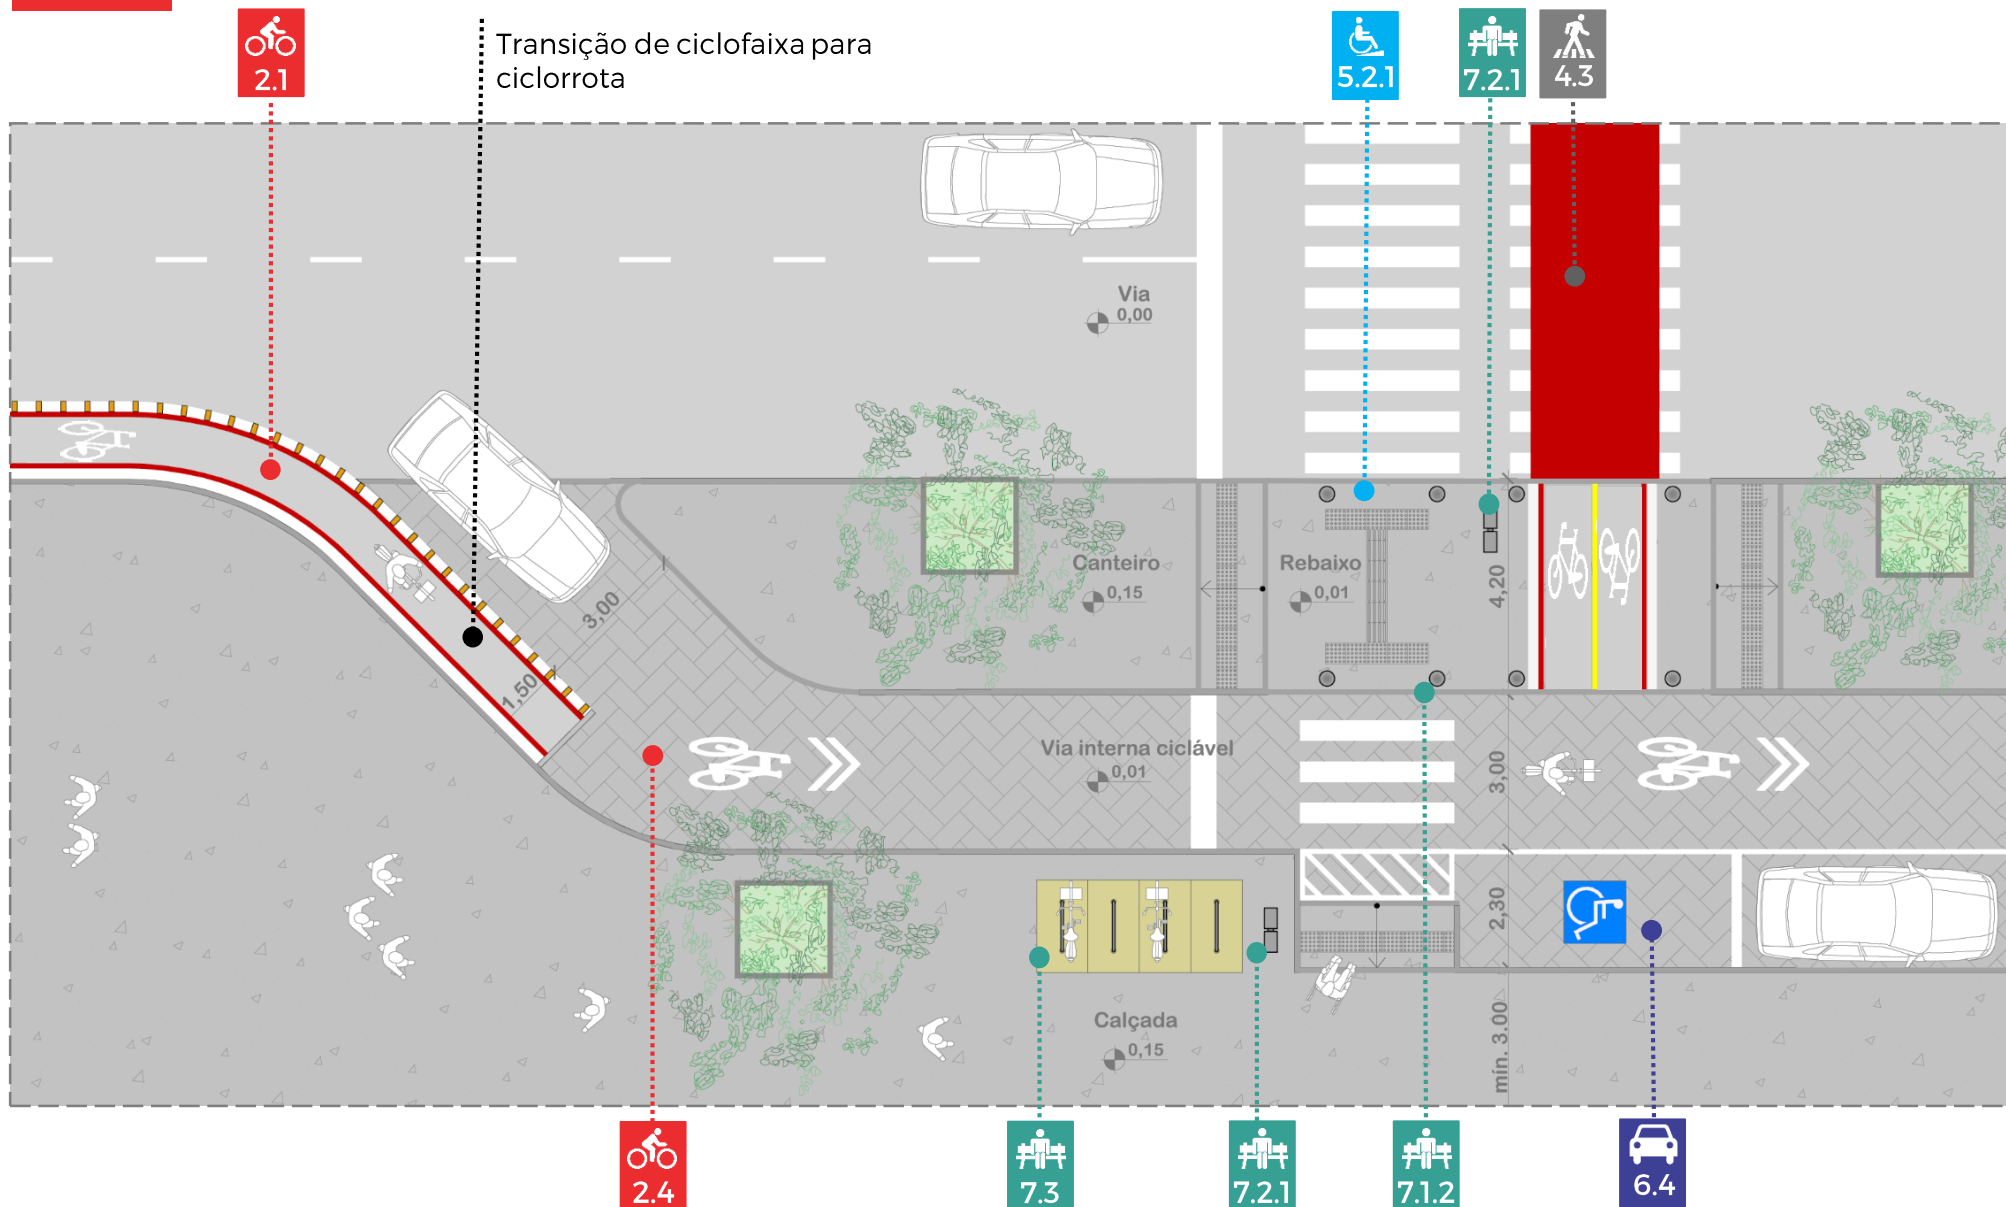 2.1
Transição de ciclofaixa para
ciclorrota
5.2.1
7.2.1
4.3
Via
0,00
Canteiro
0,15
Rebaixo
0,01
4,20
3,00
1,50
Via interna ciclável
0,01
3,00
2,30
Calçada
0,15
mín. 3.00
2.4
7.3
7.2.1
7.1.2
6.4